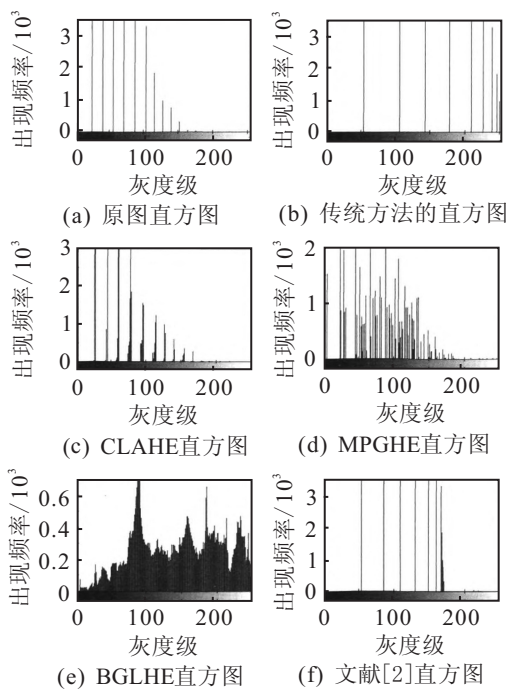 出现频率/10³
3
2
1
0
0
100
200
灰度级
(a) 原图直方图
出现频率/10³
3
2
1
0
0
100
200
灰度级
(b) 传统方法的直方图
出现频率/10³
3
2
1
0
0
100
200
灰度级
(c) CLAHE直方图
出现频率/10³
2
1
0
0
100
200
灰度级
(d) MPGHE直方图
出现频率/10³
0.6
0.4
0.2
0
0
100
200
灰度级
(e) BGLHE直方图
出现频率/10³
3
2
1
0
0
100
200
灰度级
(f) 文献[2]直方图